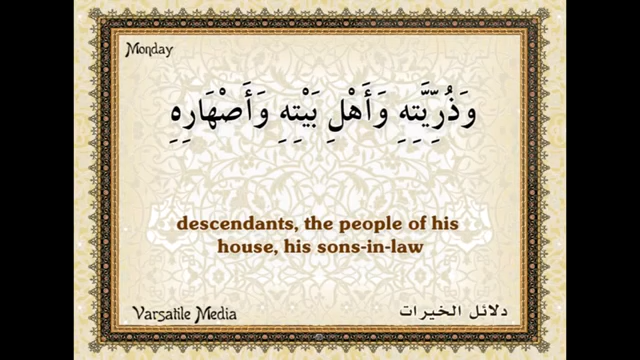 Monday
وَذُرِّيَّتِهِ وَأَهْلِ بَيْتِهِ وَأَصْهَارِهِ
descendants, the people of his
house, his sons-in-law
Varsatile Media
دلائل الخيرات